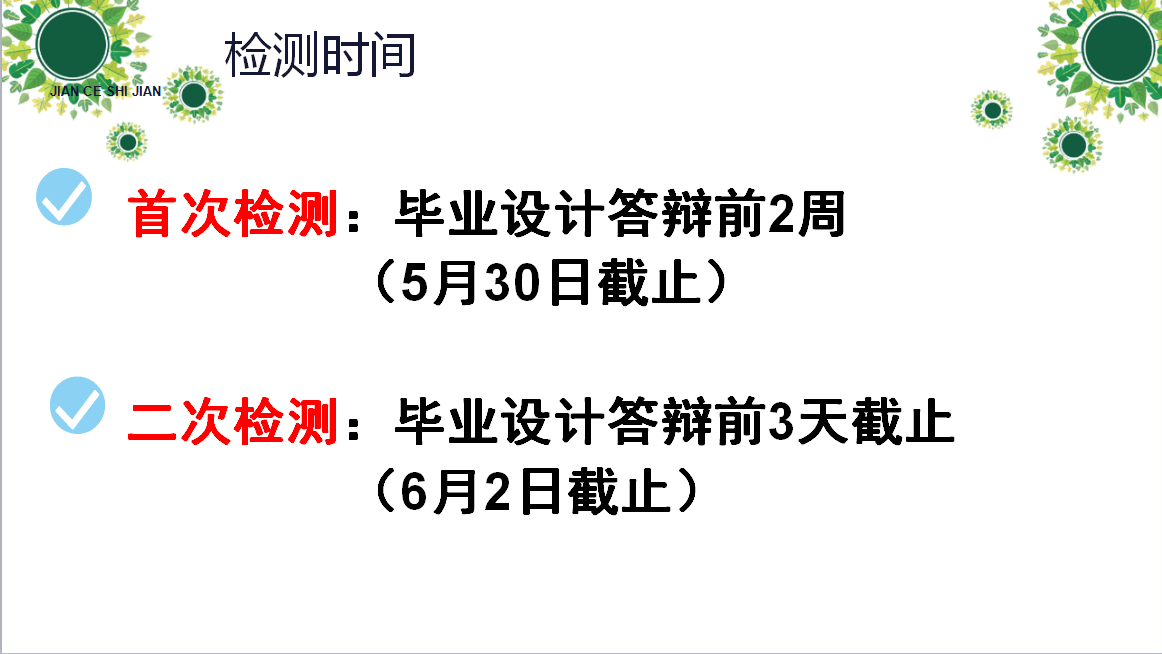 检测时间
JIAN CE SHI JIAN
首次检测：毕业设计答辩前2周
（5月30日截止）
二次检测：毕业设计答辩前3天截止
（6月2日截止）